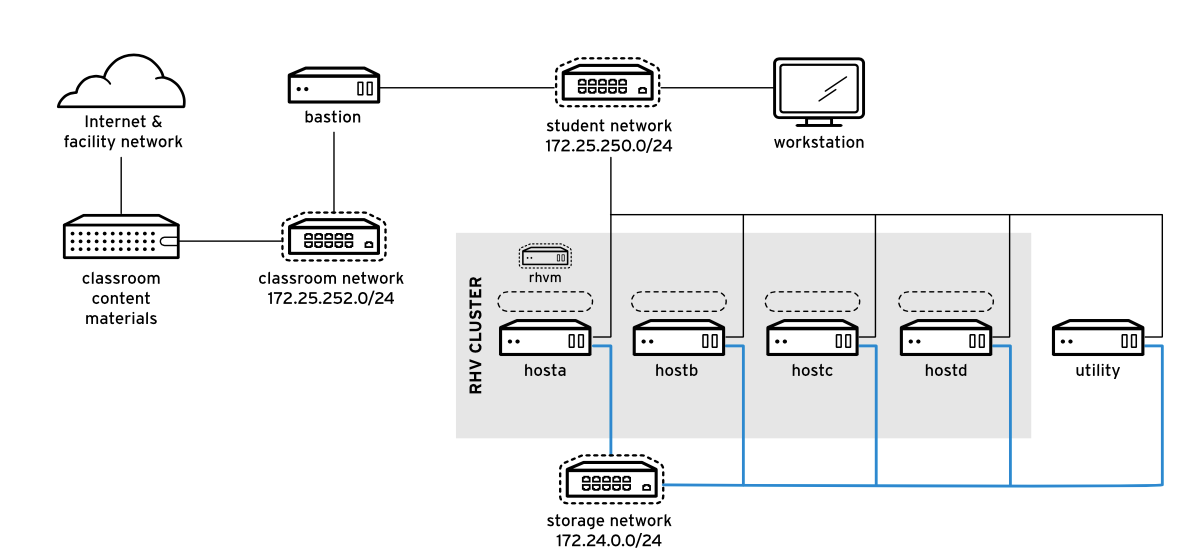 Internet &
facility network
bastion
student network
172.25.250.0/24
workstation
classroom
content
materials
classroom network
172.25.252.0/24
RHV CLUSTER
rhvm
hosta
hostb
hostc
hostd
utility
storage network
172.24.0.0/24